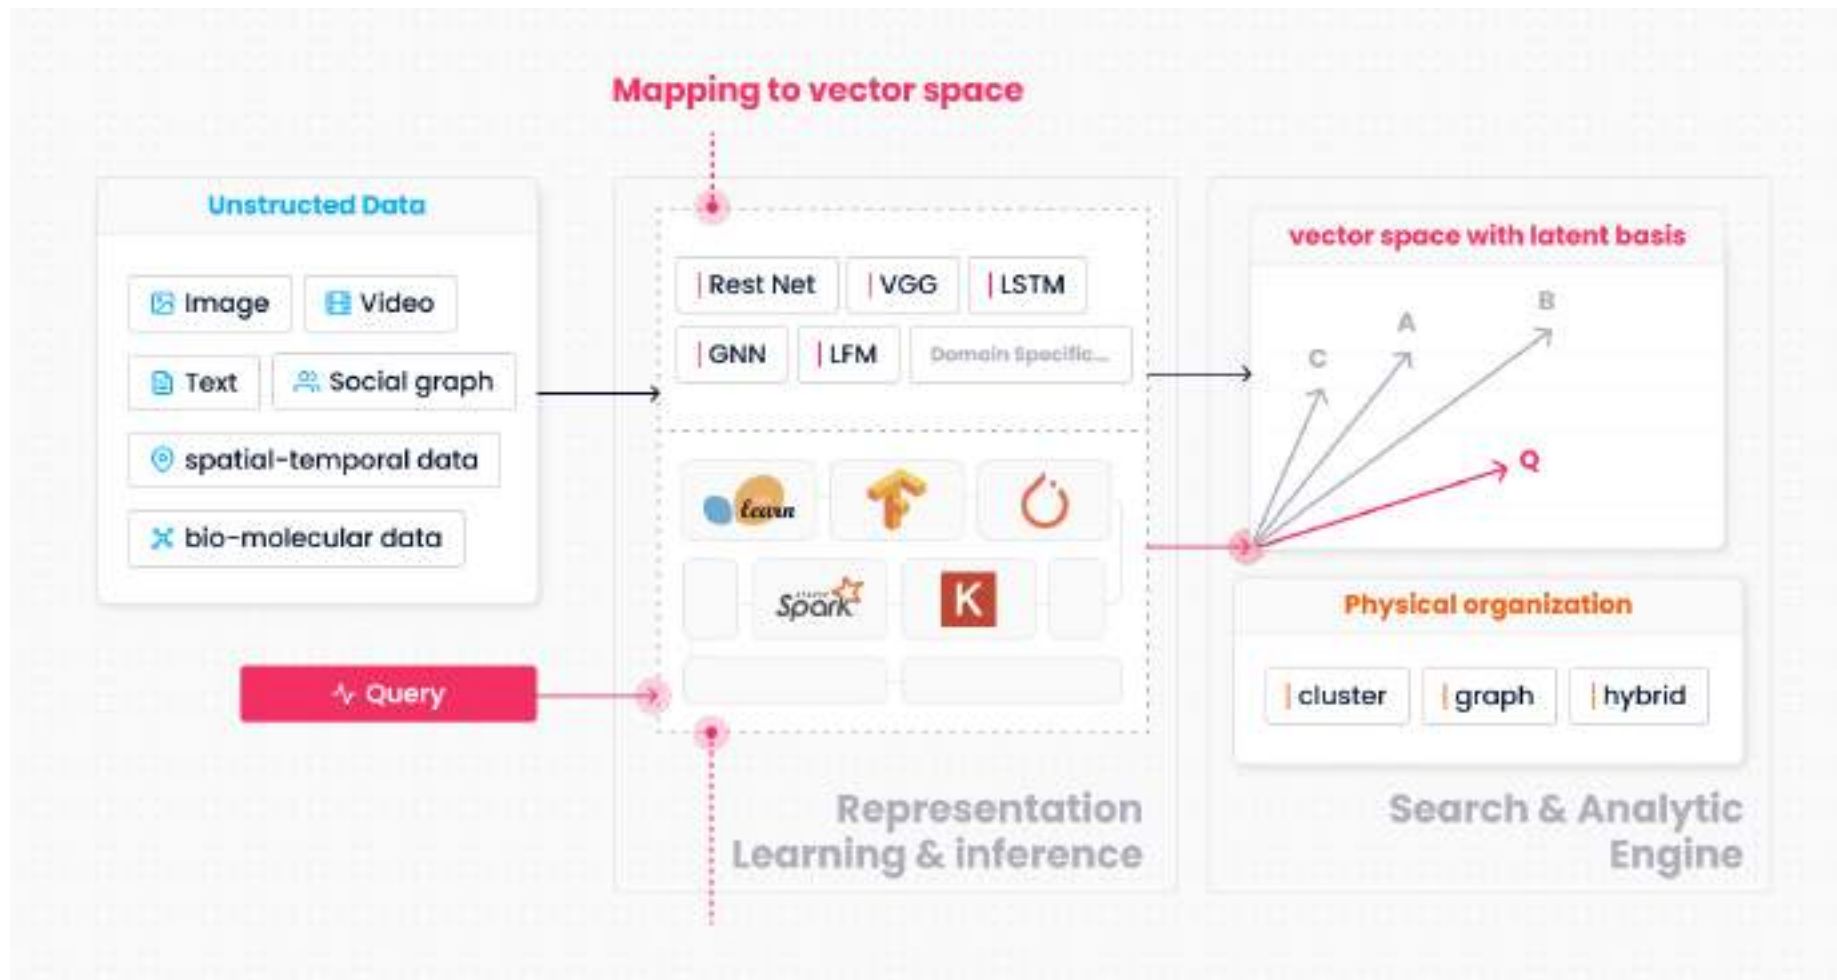 Mapping to vector space
Unstructed Data
Image
Video
Text
Social graph
spatial-temporal data
bio-molecular data
Query
Rest Net
VGG
LSTM
GNN
LFM
Domain Specific...
learn
Spark
K
Representation
Learning & inference
vector space with latent basis
C
A
B
Q
Physical organization
cluster
graph
hybrid
Search & Analytic
Engine